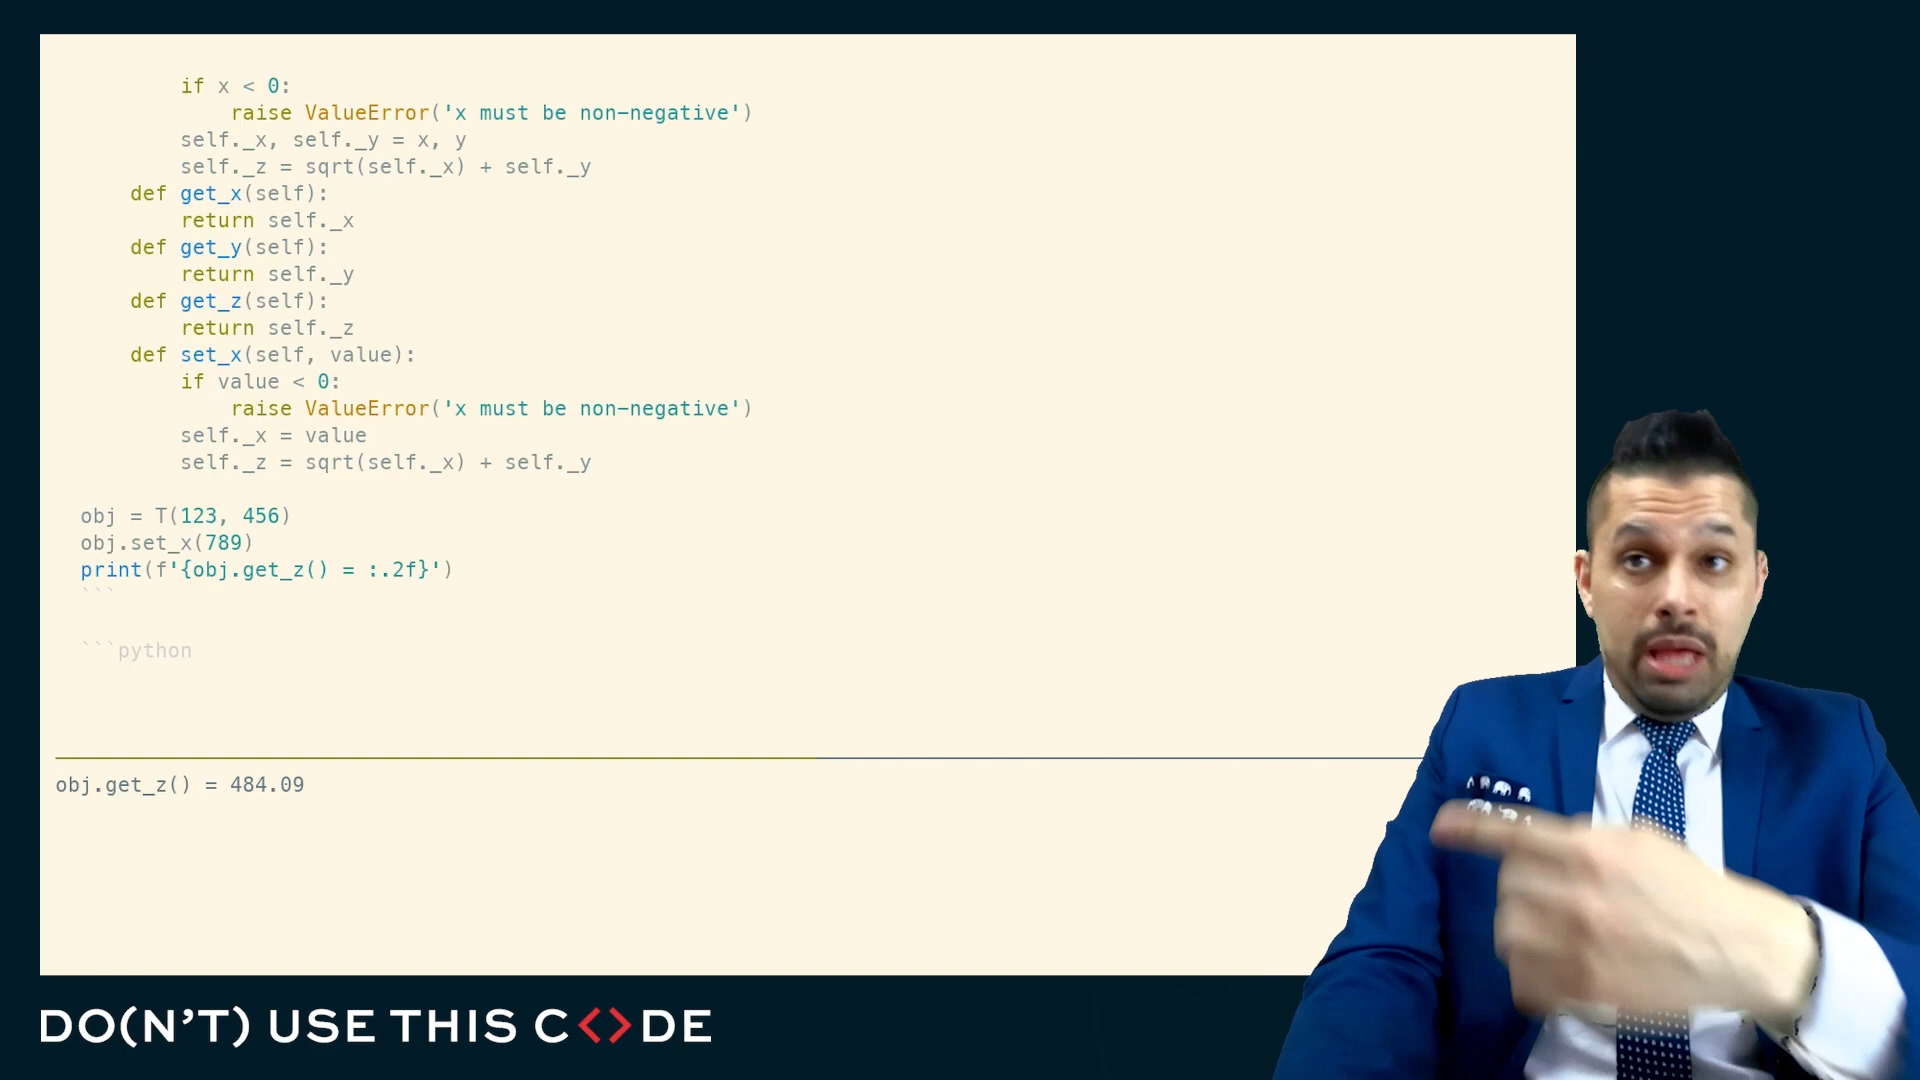 if x < 0:
raise ValueError('x must be non-negative')
self._x, self._y = x, y
self._z = sqrt(self._x) + self._y
def get_x(self):
return self._x
def get_y(self):
return self._y
def get_z(self):
return self._z
def set_x(self, value):
if value < 0:
raise ValueError('x must be non-negative')
self._x = value
self._z = sqrt(self._x) + self._y
obj = T(123, 456)
obj.set_x(789)
print(f'{obj.get_z() = :.2f}')
```
```python
obj.get_z() = 484.09
DO(N'T) USE THIS C<>DE